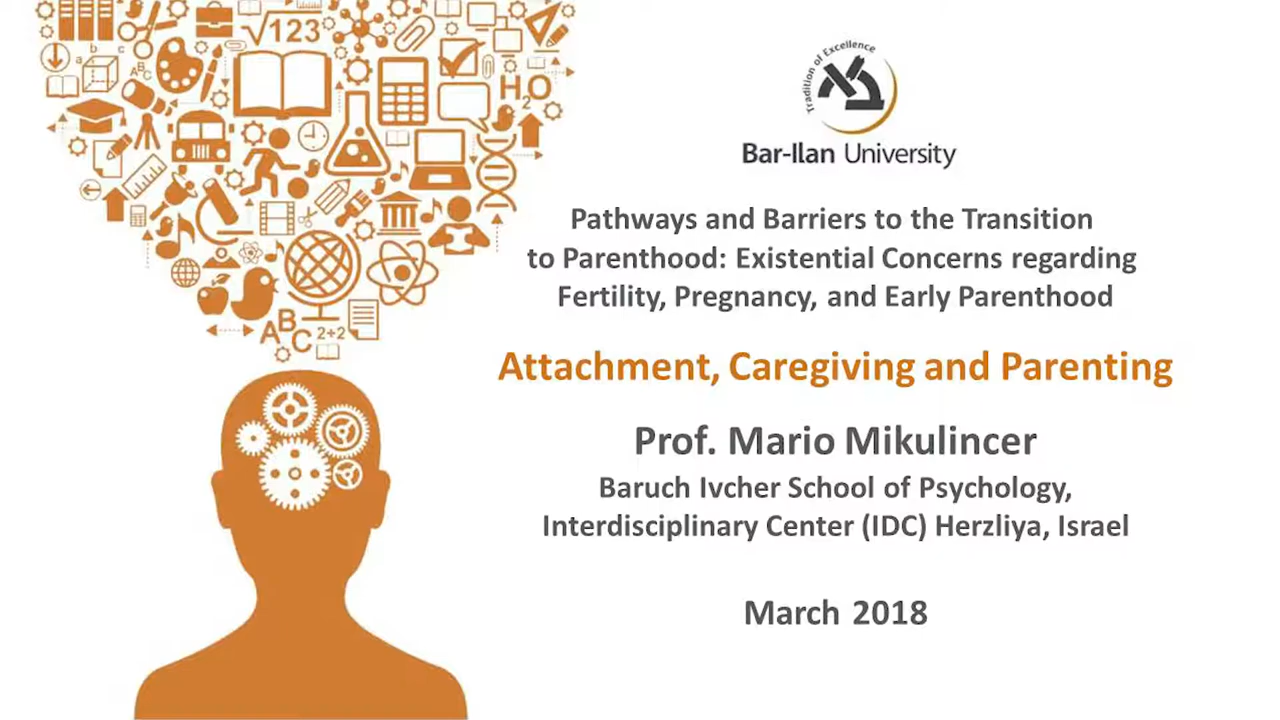 √123
b
c
a
ABC
H2O
ABC
2+2
Tradition of Excellence
Bar-Ilan University
Pathways and Barriers to the Transition
to Parenthood: Existential Concerns regarding
Fertility, Pregnancy, and Early Parenthood
Attachment, Caregiving and Parenting
Prof. Mario Mikulincer
Baruch Ivcher School of Psychology,
Interdisciplinary Center (IDC) Herzliya, Israel
March 2018